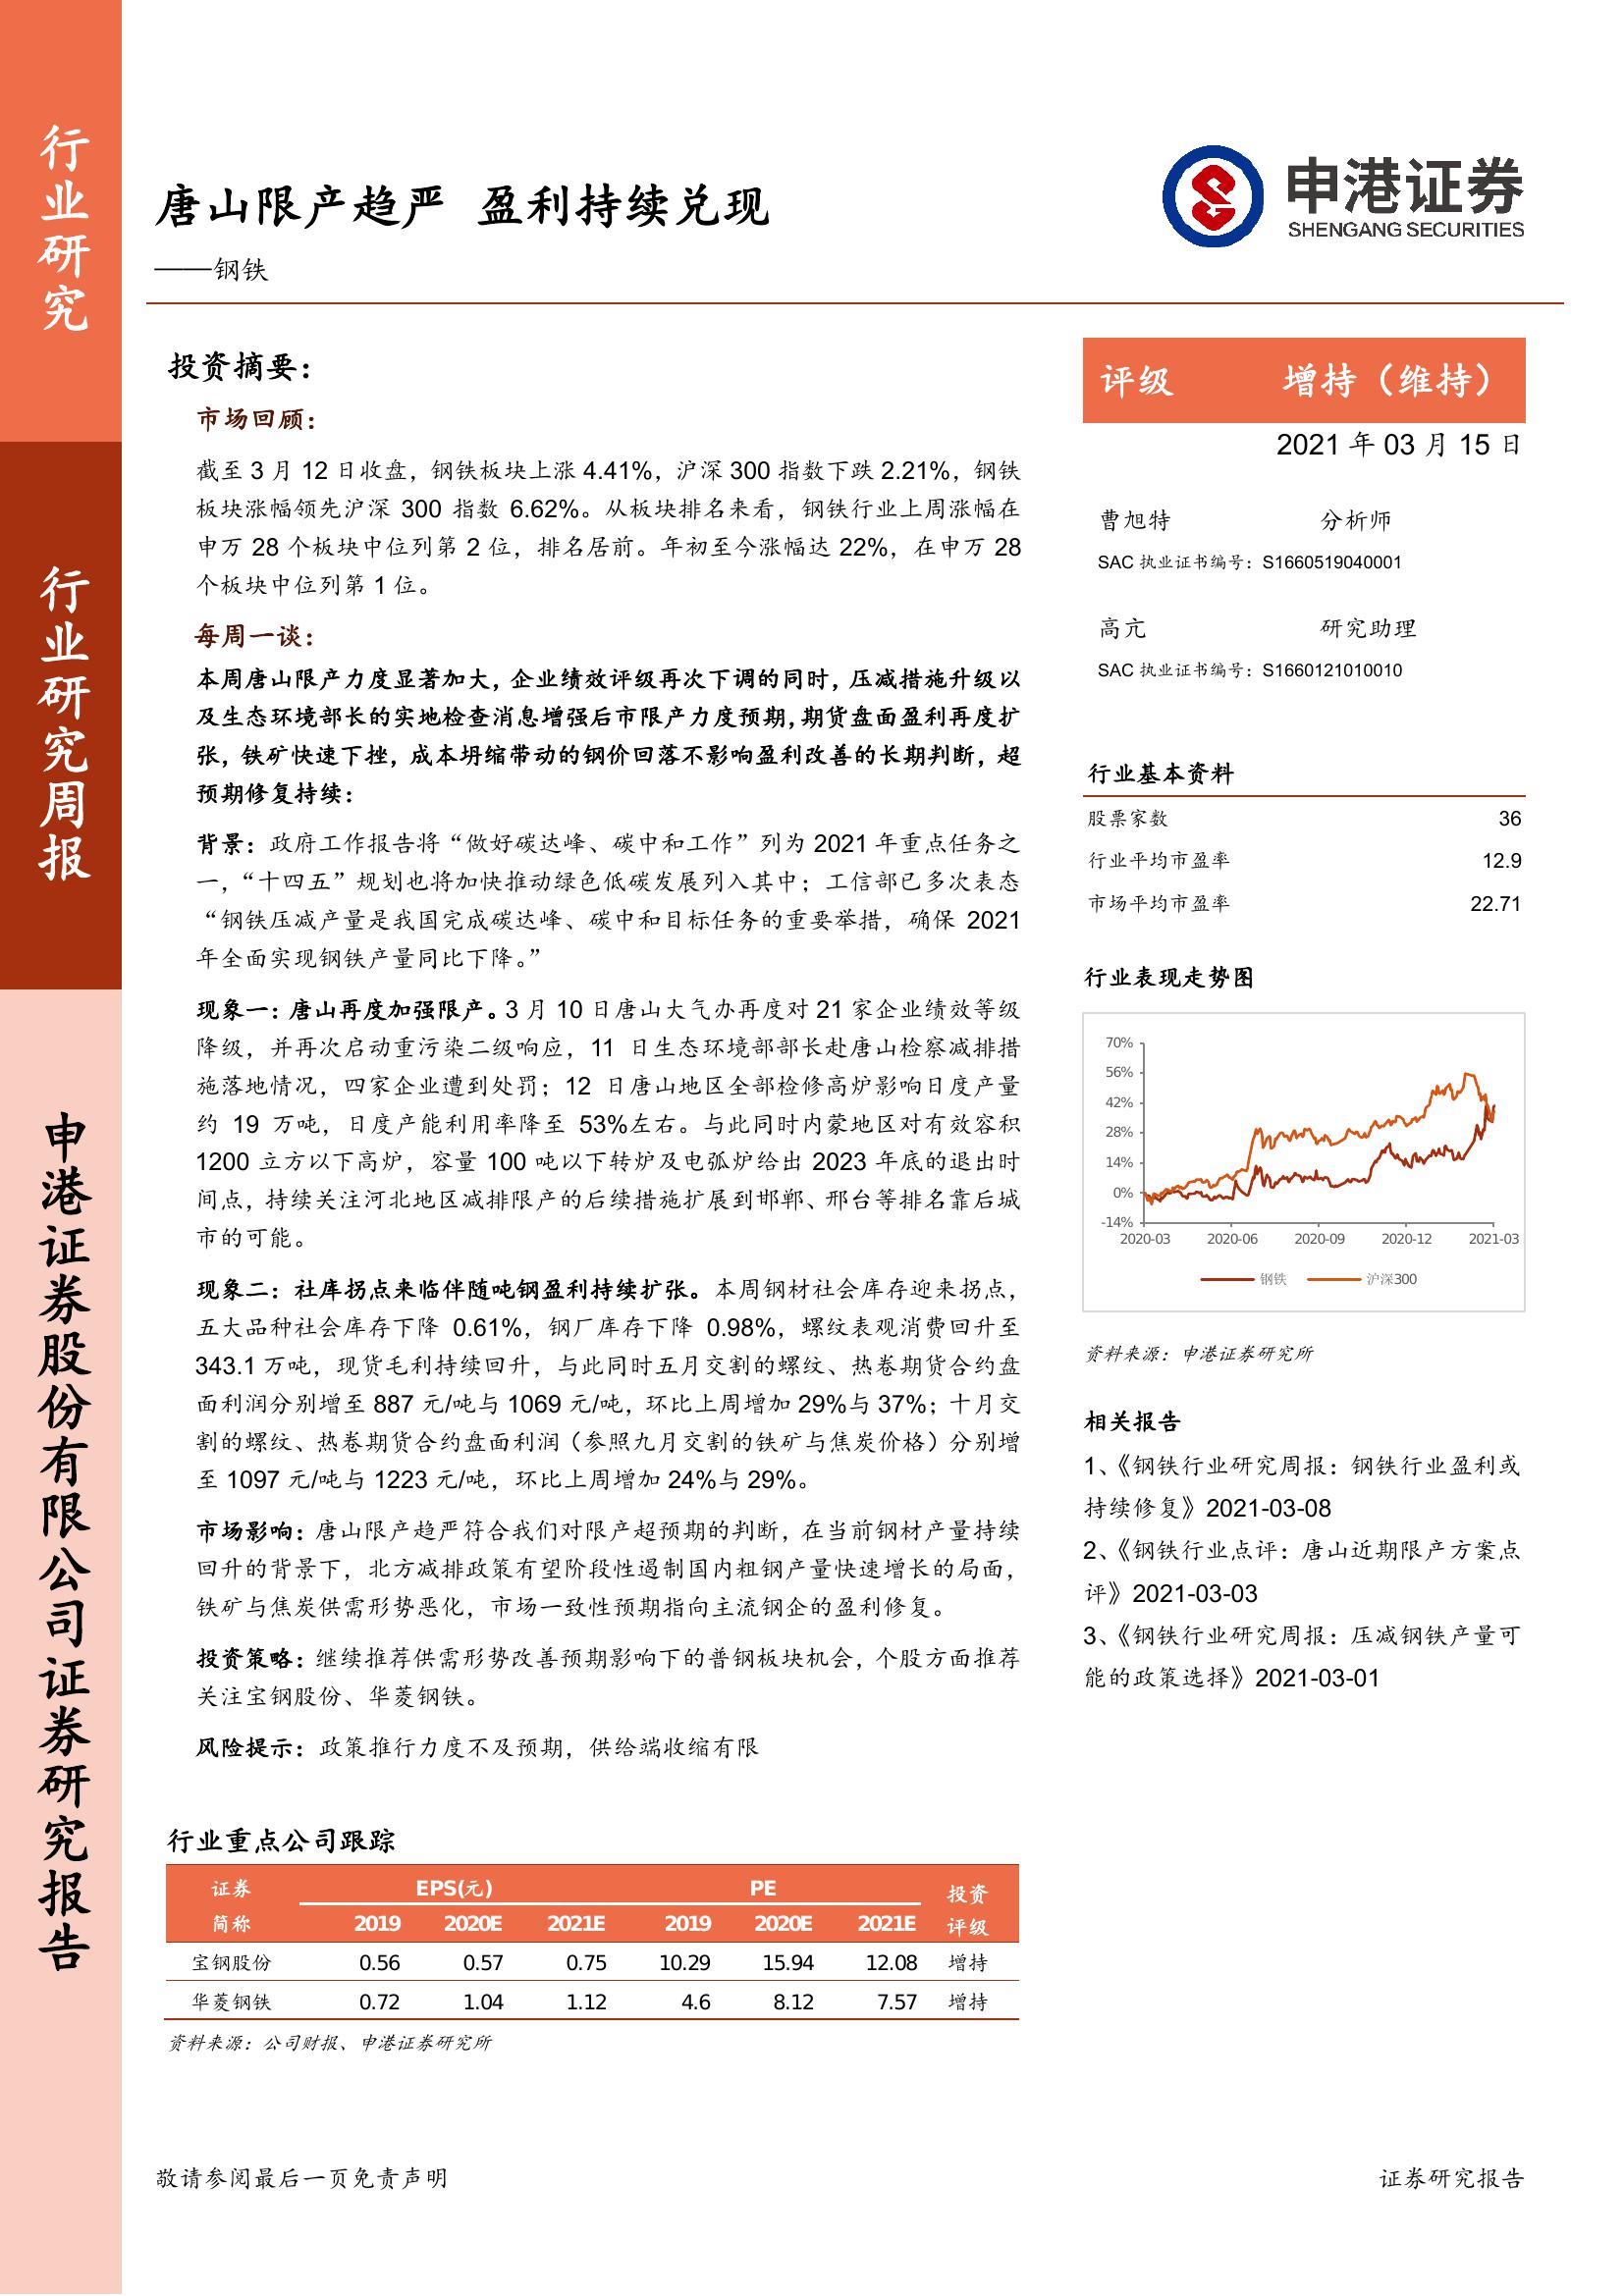 行业研究
行业研究周报
申港证券股份有限公司证券研究报告
唐山限产趋严 盈利持续兑现
——钢铁
申港证券
SHENGANG SECURITIES
投资摘要：
市场回顾：
截至 3 月 12 日收盘，钢铁板块上涨 4.41%，沪深 300 指数下跌 2.21%，钢铁
板块涨幅领先沪深 300 指数 6.62%。从板块排名来看，钢铁行业上周涨幅在
申万 28 个板块中位列第 2 位，排名居前。年初至今涨幅达 22%，在申万 28
个板块中位列第 1 位。
每周一谈：
本周唐山限产力度显著加大，企业绩效评级再次下调的同时，压减措施升级以
及生态环境部长的实地检查消息增强后市限产力度预期，期货盘面盈利再度扩
张，铁矿快速下挫，成本坍缩带动的钢价回落不影响盈利改善的长期判断，超
预期修复持续：
背景：政府工作报告将“做好碳达峰、碳中和工作”列为 2021 年重点任务之
一，“十四五”规划也将加快推动绿色低碳发展列入其中；工信部已多次表态
“钢铁压减产量是我国完成碳达峰、碳中和目标任务的重要举措，确保 2021
年全面实现钢铁产量同比下降。”
现象一：唐山再度加强限产。3 月 10 日唐山大气办再度对 21 家企业绩效等级
降级，并再次启动重污染二级响应，11 日生态环境部部长赴唐山检察减排措
施落地情况，四家企业遭到处罚；12 日唐山地区全部检修高炉影响日度产量
约 19 万吨，日度产能利用率降至 53%左右。与此同时内蒙地区对有效容积
1200 立方以下高炉，容量 100 吨以下转炉及电弧炉给出 2023 年底的退出时
间点，持续关注河北地区减排限产的后续措施扩展到邯郸、邢台等排名靠后城
市的可能。
现象二：社库拐点来临伴随吨钢盈利持续扩张。本周钢材社会库存迎来拐点，
五大品种社会库存下降 0.61%，钢厂库存下降 0.98%，螺纹表观消费回升至
343.1 万吨，现货毛利持续回升，与此同时五月交割的螺纹、热卷期货合约盘
面利润分别增至 887 元/吨与 1069 元/吨，环比上周增加 29%与 37%；十月交
割的螺纹、热卷期货合约盘面利润（参照九月交割的铁矿与焦炭价格）分别增
至 1097 元/吨与 1223 元/吨，环比上周增加 24%与 29%。
市场影响：唐山限产趋严符合我们对限产超预期的判断，在当前钢材产量持续
回升的背景下，北方减排政策有望阶段性遏制国内粗钢产量快速增长的局面，
铁矿与焦炭供需形势恶化，市场一致性预期指向主流钢企的盈利修复。
投资策略：继续推荐供需形势改善预期影响下的普钢板块机会，个股方面推荐
关注宝钢股份、华菱钢铁。
风险提示：政策推行力度不及预期，供给端收缩有限
行业重点公司跟踪
证券 EPS(元) PE 投资
简称 2019 2020E 2021E 2019 2020E 2021E 评级
宝钢股份 0.56 0.57 0.75 10.29 15.94 12.08 增持
华菱钢铁 0.72 1.04 1.12 4.6 8.12 7.57 增持
资料来源：公司财报、申港证券研究所
评级 增持（维持）
2021 年 03 月 15 日
曹旭特 分析师
SAC 执业证书编号：S1660519040001
高亢 研究助理
SAC 执业证书编号：S1660121010010
行业基本资料
股票家数 36
行业平均市盈率 12.9
市场平均市盈率 22.71
行业表现走势图
70%
56%
42%
28%
14%
0%
-14%
2020-03 2020-06 2020-09 2020-12 2021-03
钢铁 沪深300
资料来源：申港证券研究所
相关报告
1、《钢铁行业研究周报：钢铁行业盈利或
持续修复》2021-03-08
2、《钢铁行业点评：唐山近期限产方案点
评》2021-03-03
3、《钢铁行业研究周报：压减钢铁产量可
能的政策选择》2021-03-01
敬请参阅最后一页免责声明
证券研究报告